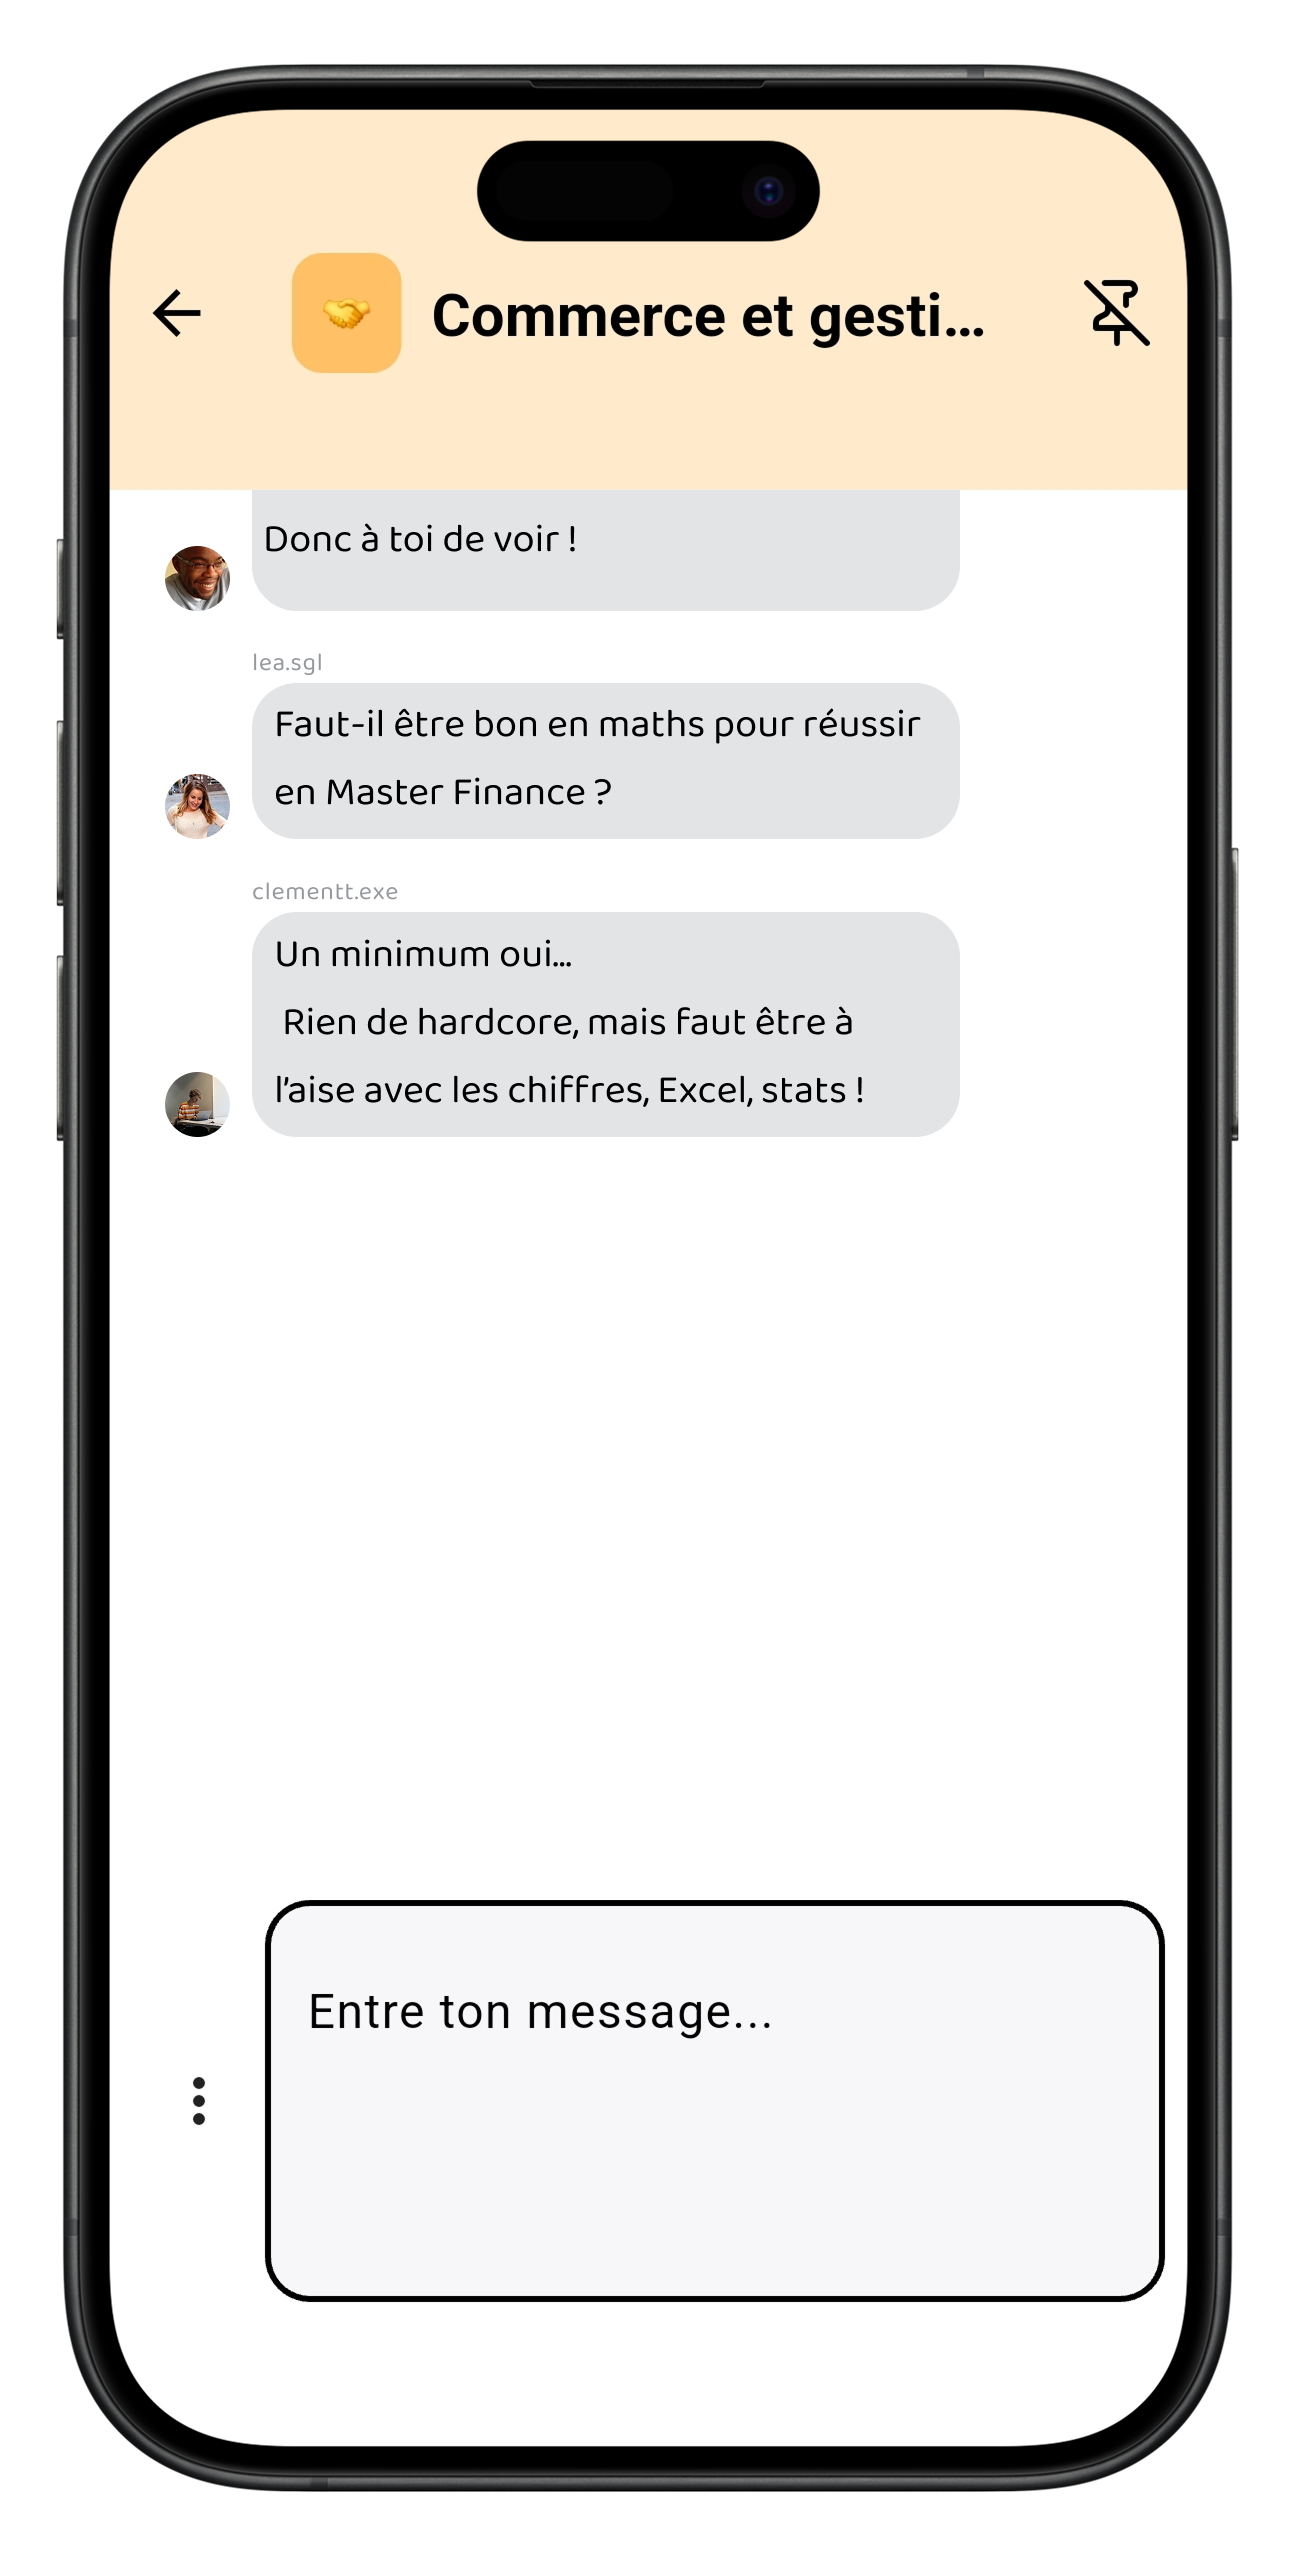 Commerce et gesti...
Donc à toi de voir !
lea.sgl
Faut-il être bon en maths pour réussir
en Master Finance ?
clementt.exe
Un minimum oui...
Rien de hardcore, mais faut être à
l'aise avec les chiffres, Excel, stats !
Entre ton message...